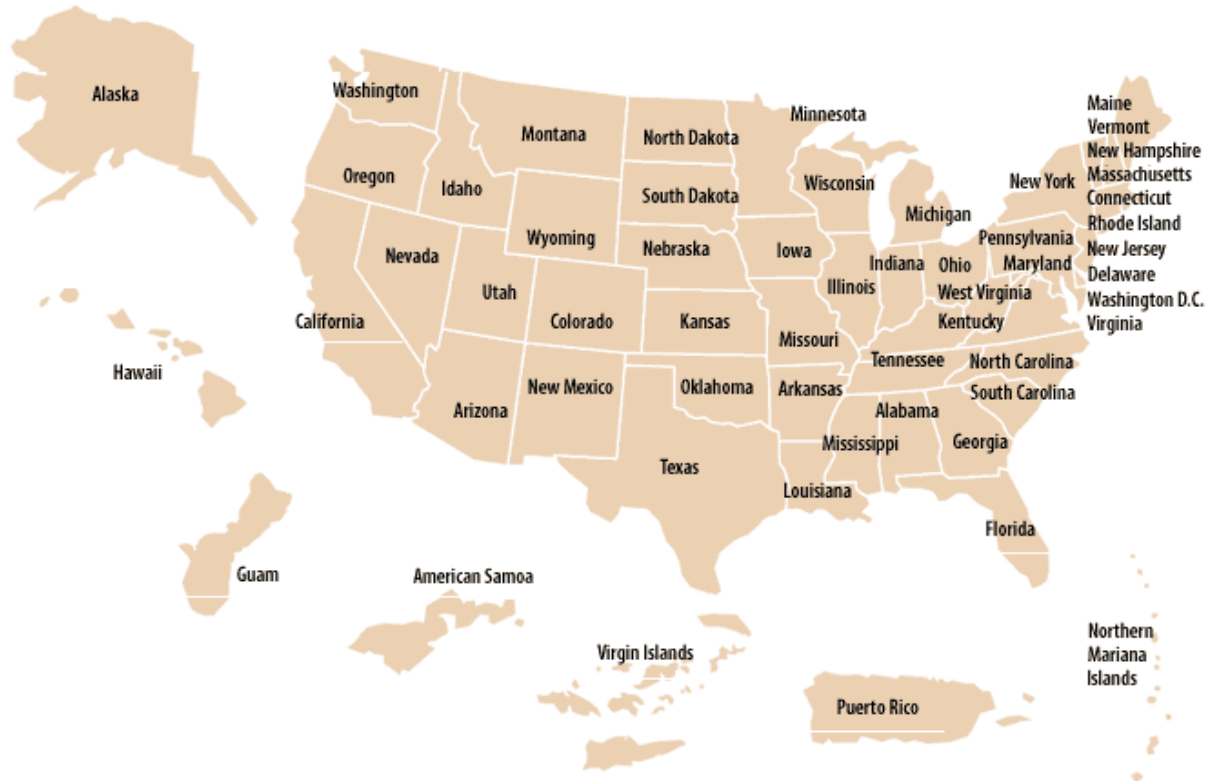 Alaska
Washington
Montana
North Dakota
Minnesota
Maine
Vermont
New Hampshire
Massachusetts
Connecticut
Rhode Island
New Jersey
Delaware
Washington D.C.
Virginia
Oregon
Idaho
South Dakota
Wisconsin
New York
Michigan
Wyoming
Nevada
Nebraska
Iowa
Indiana
Ohio
Pennsylvania
Maryland
Utah
Illinois
West Virginia
California
Colorado
Kansas
Missouri
Kentucky
Hawaii
Tennessee
North Carolina
New Mexico
Oklahoma
Arkansas
South Carolina
Arizona
Alabama
Mississippi
Georgia
Texas
Louisiana
Florida
Guam
American Samoa
Virgin Islands
Northern
Mariana
Islands
Puerto Rico